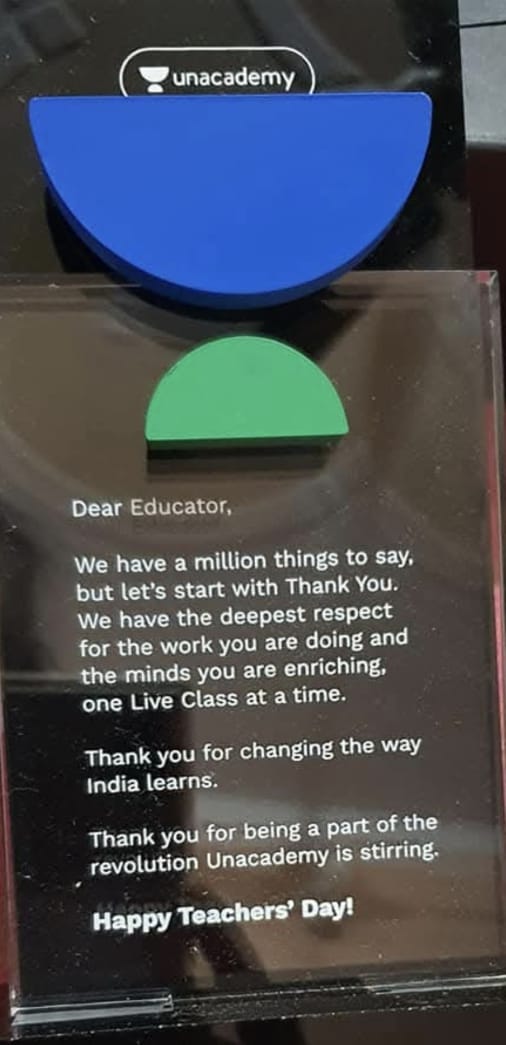 unacademy
Dear Educator,
We have a million things to say,
but let's start with Thank You.
We have the deepest respect
for the work you are doing and
the minds you are enriching,
one Live Class at a time.
Thank you for changing the way
India learns.
Thank you for being a part of the
revolution Unacademy is stirring.
Happy Teachers' Day!